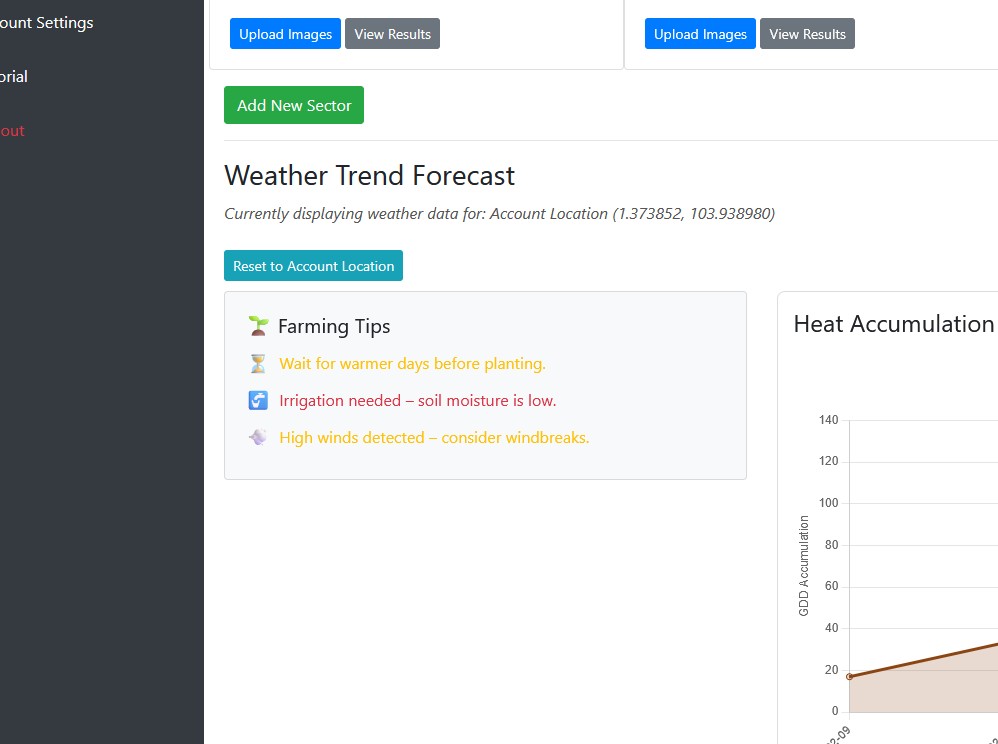 ount Settings
orial
out
Upload Images View Results
Upload Images View Results
Add New Sector
Weather Trend Forecast
Currently displaying weather data for: Account Location (1.373852, 103.938980)
Reset to Account Location
Farming Tips
Wait for warmer days before planting.
Irrigation needed – soil moisture is low.
High winds detected – consider windbreaks.
Heat Accumulation
140
120
100
80
60
40
20
0
GDD Accumulation
2-09